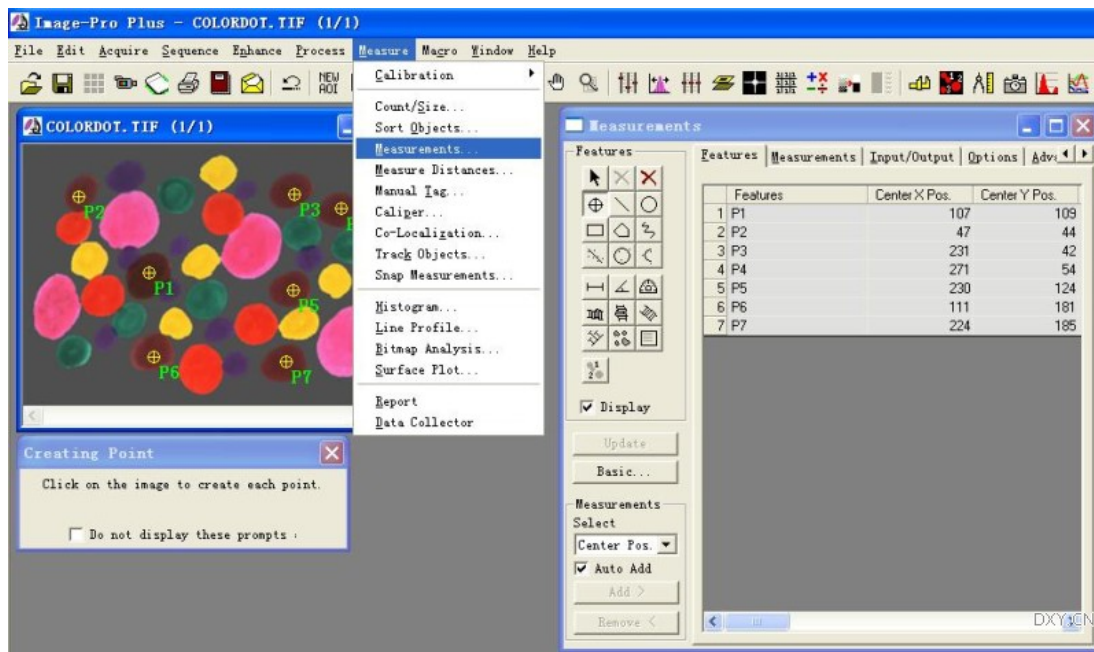 Image-Pro Plus - COLORDOT.TIF (1/1)
File Edit Acquire Sequence Enhance Process Measure Macro Window Help
NEW AOI
Calibration
Count/Size...
Sort Objects...
Measurements...
Measure Distances...
Manual Tag...
Caliper...
Co-Localization...
Track Objects...
Snap Measurements...
Histogram...
Line Profile...
Bitmap Analysis...
Surface Plot...
Report
Data Collector
COLORDOT.TIF (1/1)
P2
P3
P1
P5
P6
P7
Creating Point
Click on the image to create each point.
Do not display these prompts
Measurements
Features
Display
Update
Basic...
Measurements
Select
Center Pos.
Auto Add
Add >
Remove <
Features Measurements Input/Output Options Adv
Features Center X Pos. Center Y Pos.
1 P1 107 109
2 P2 47 44
3 P3 231 42
4 P4 271 54
5 P5 230 124
6 P6 111 181
7 P7 224 185